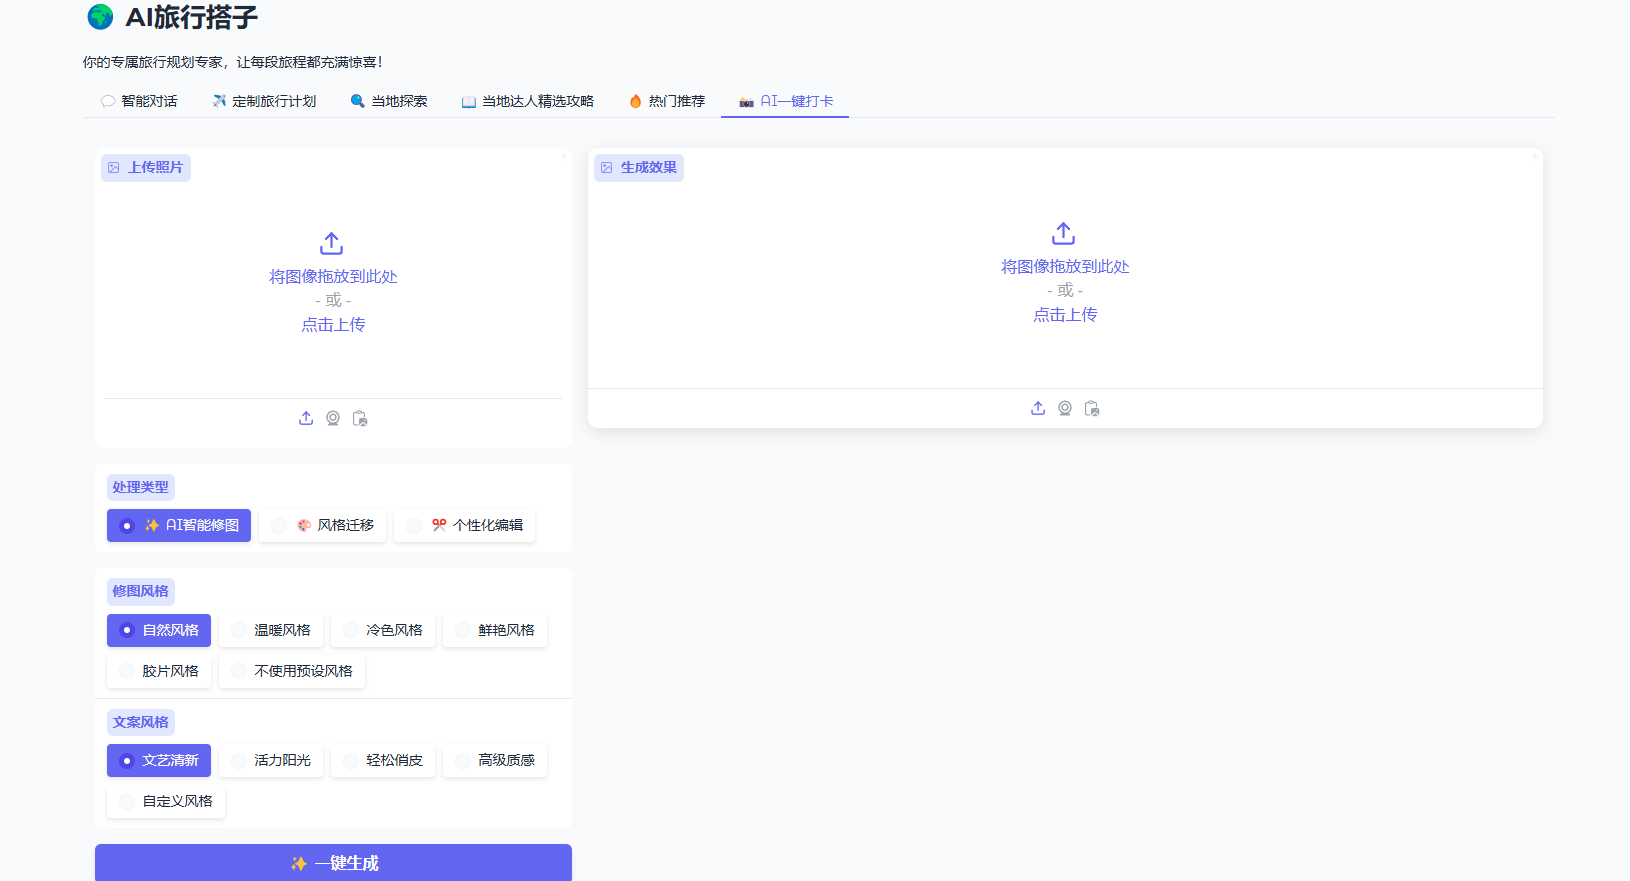 AI旅行搭子
你的专属旅行规划专家，让每段旅程都充满惊喜！
智能对话 定制旅行计划 当地探索 当地达人精选攻略 热门推荐 AI一键打卡
上传照片
将图像拖放到此处
- 或 -
点击上传
生成效果
将图像拖放到此处
- 或 -
点击上传
处理类型
AI智能修图 风格迁移 个性化编辑
修图风格
自然风格 温暖风格 冷色风格 鲜艳风格
胶片风格 不使用预设风格
文案风格
文艺清新 活力阳光 轻松俏皮 高级质感
自定义风格
一键生成